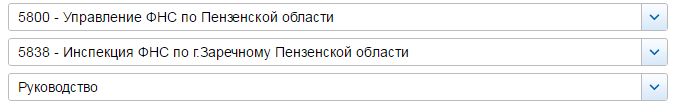 5800 - Управление ФНС по Пензенской области
5838 - Инспекция ФНС по г.Заречному Пензенской области
Руководство